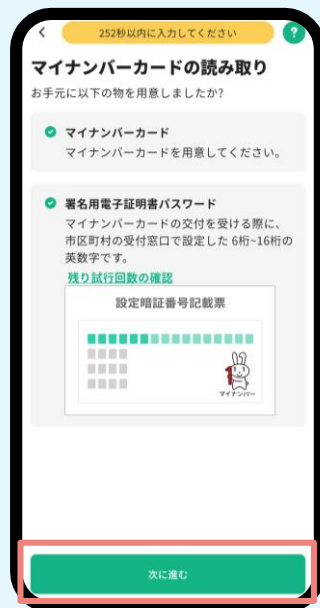 252秒以内に入力してください
?
マイナンバーカードの読み取り
お手元に以下の物を用意しましたか?
マイナンバーカード
マイナンバーカードを用意してください。
署名用電子証明書パスワード
マイナンバーカードの交付を受ける際に、
市区町村の受付窓口で設定した 6桁~16桁の
英数字です。
残り試行回数の確認
設定暗証番号記載票
マイナンバー
次に進む